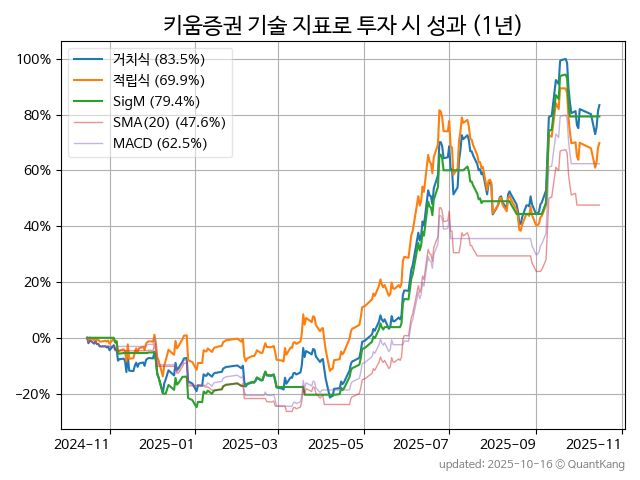 키움증권 기술 지표로 투자 시 성과 (1년)
거치식 (83.5%)
적립식 (69.9%)
SigM (79.4%)
SMA(20) (47.6%)
MACD (62.5%)
100%
80%
60%
40%
20%
0%
−20%
2024−11
2025−01
2025−03
2025−05
2025−07
2025−09
2025−11
updated: 2025-10-16 © QuantKang